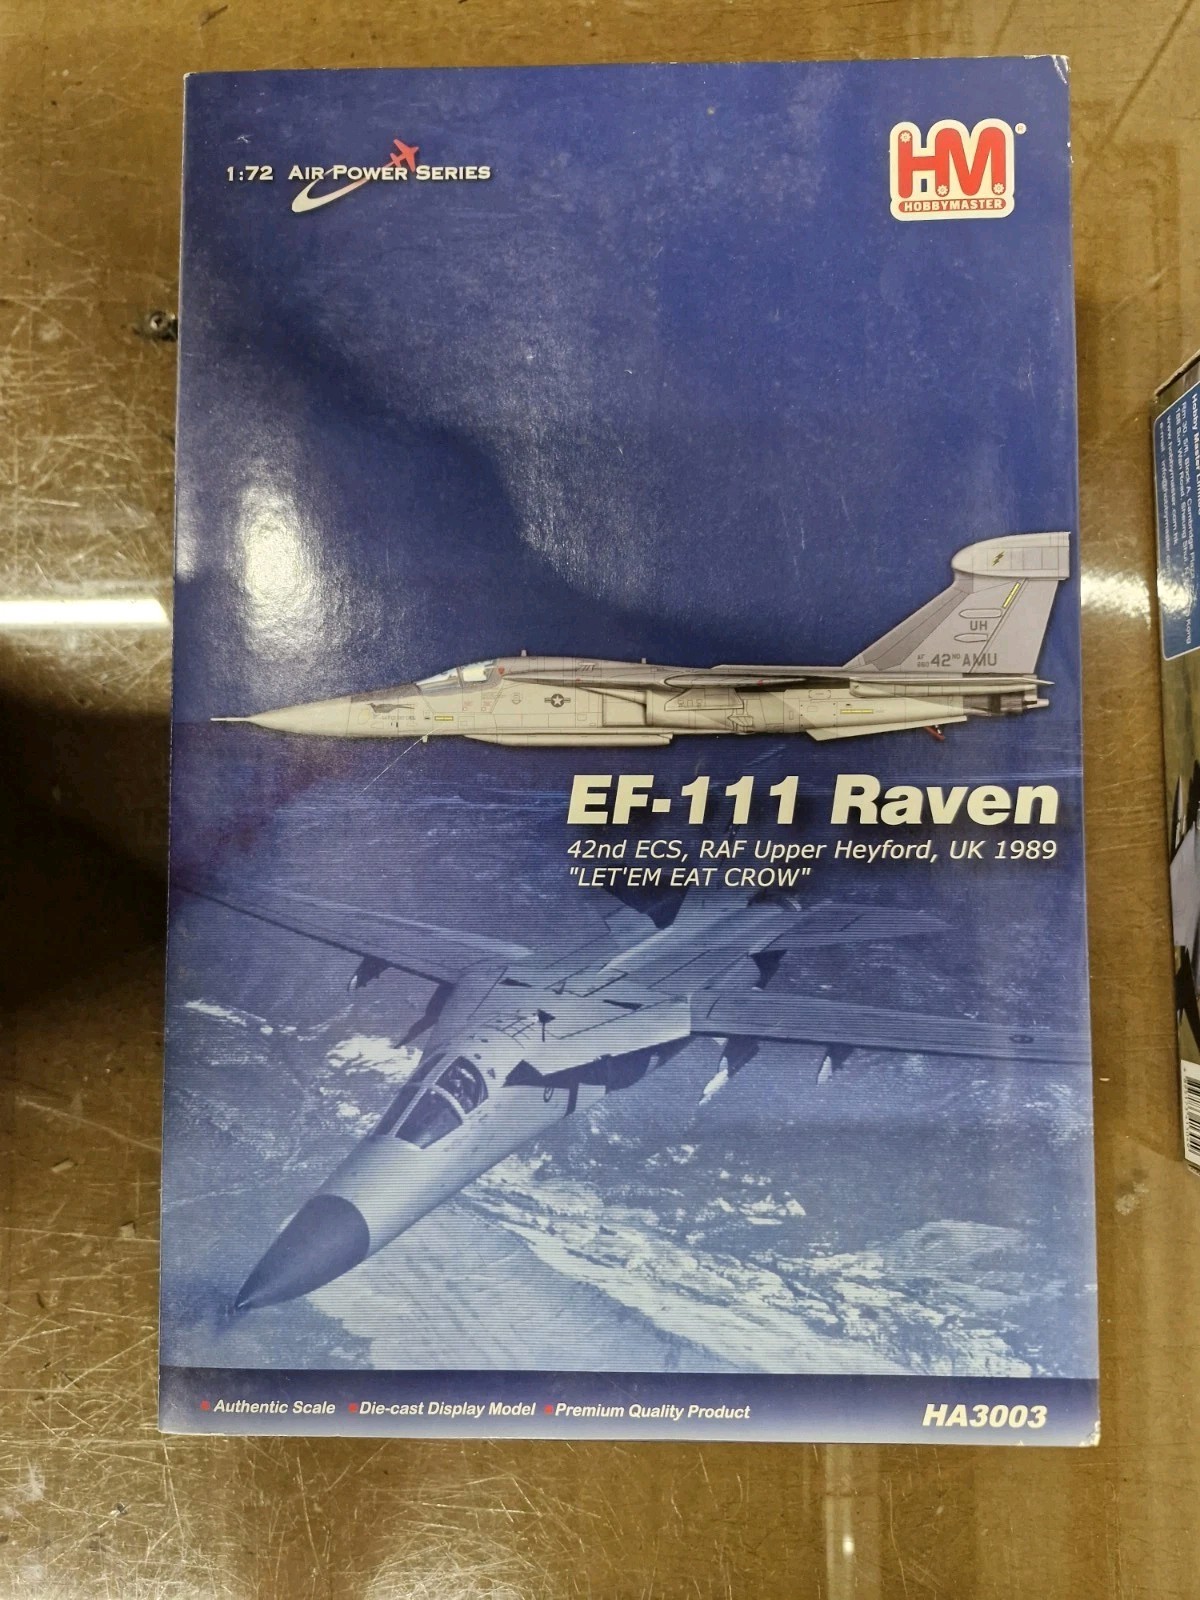 1:72 AIR POWER SERIES
HM
®
HOBBYMASTER
UH
42ND AMU
EF-111 Raven
42nd ECS, RAF Upper Heyford, UK 1989
"LET'EM EAT CROW"
Authentic Scale Die-cast Display Model Premium Quality Product
HA3003